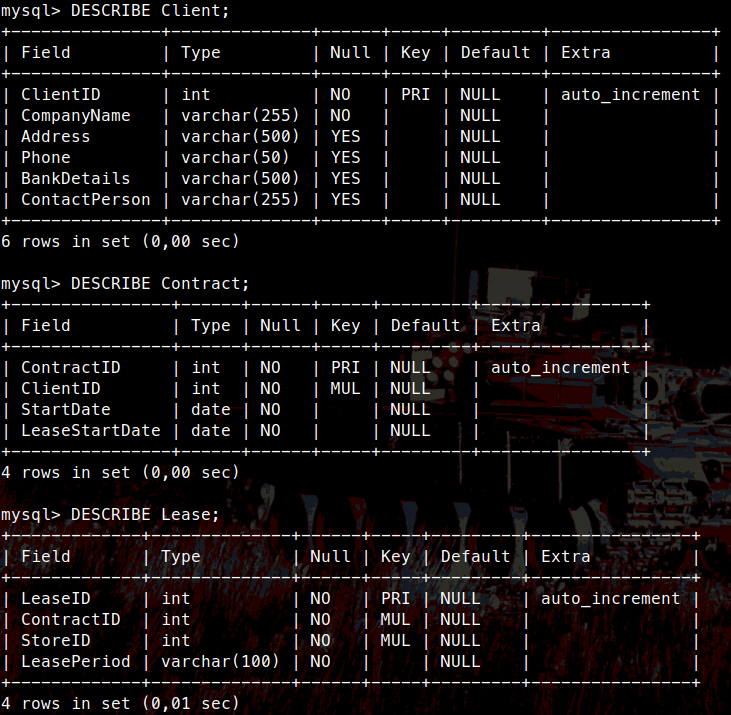 mysql> DESCRIBE Client;
+---------------+--------------+------+-----+---------+----------------+
| Field         | Type         | Null | Key | Default | Extra          |
+---------------+--------------+------+-----+---------+----------------+
| ClientID      | int          | NO   | PRI | NULL    | auto_increment |
| CompanyName   | varchar(255) | NO   |     | NULL    |                |
| Address       | varchar(500) | YES  |     | NULL    |                |
| Phone         | varchar(50)  | YES  |     | NULL    |                |
| BankDetails   | varchar(500) | YES  |     | NULL    |                |
| ContactPerson | varchar(255) | YES  |     | NULL    |                |
+---------------+--------------+------+-----+---------+----------------+
6 rows in set (0,00 sec)
mysql> DESCRIBE Contract;
+----------------+------+------+-----+---------+----------------+
| Field          | Type | Null | Key | Default | Extra          |
+----------------+------+------+-----+---------+----------------+
| ContractID     | int  | NO   | PRI | NULL    | auto_increment |
| ClientID       | int  | NO   | MUL | NULL    |                |
| StartDate      | date | NO   |     | NULL    |                |
| LeaseStartDate | date | NO   |     | NULL    |                |
+----------------+------+------+-----+---------+----------------+
4 rows in set (0,00 sec)
mysql> DESCRIBE Lease;
+-------------+--------------+------+-----+---------+----------------+
| Field       | Type         | Null | Key | Default | Extra          |
+-------------+--------------+------+-----+---------+----------------+
| LeaseID     | int          | NO   | PRI | NULL    | auto_increment |
| ContractID  | int          | NO   | MUL | NULL    |                |
| StoreID     | int          | NO   | MUL | NULL    |                |
| LeasePeriod | varchar(100) | NO   |     | NULL    |                |
+-------------+--------------+------+-----+---------+----------------+
4 rows in set (0,01 sec)